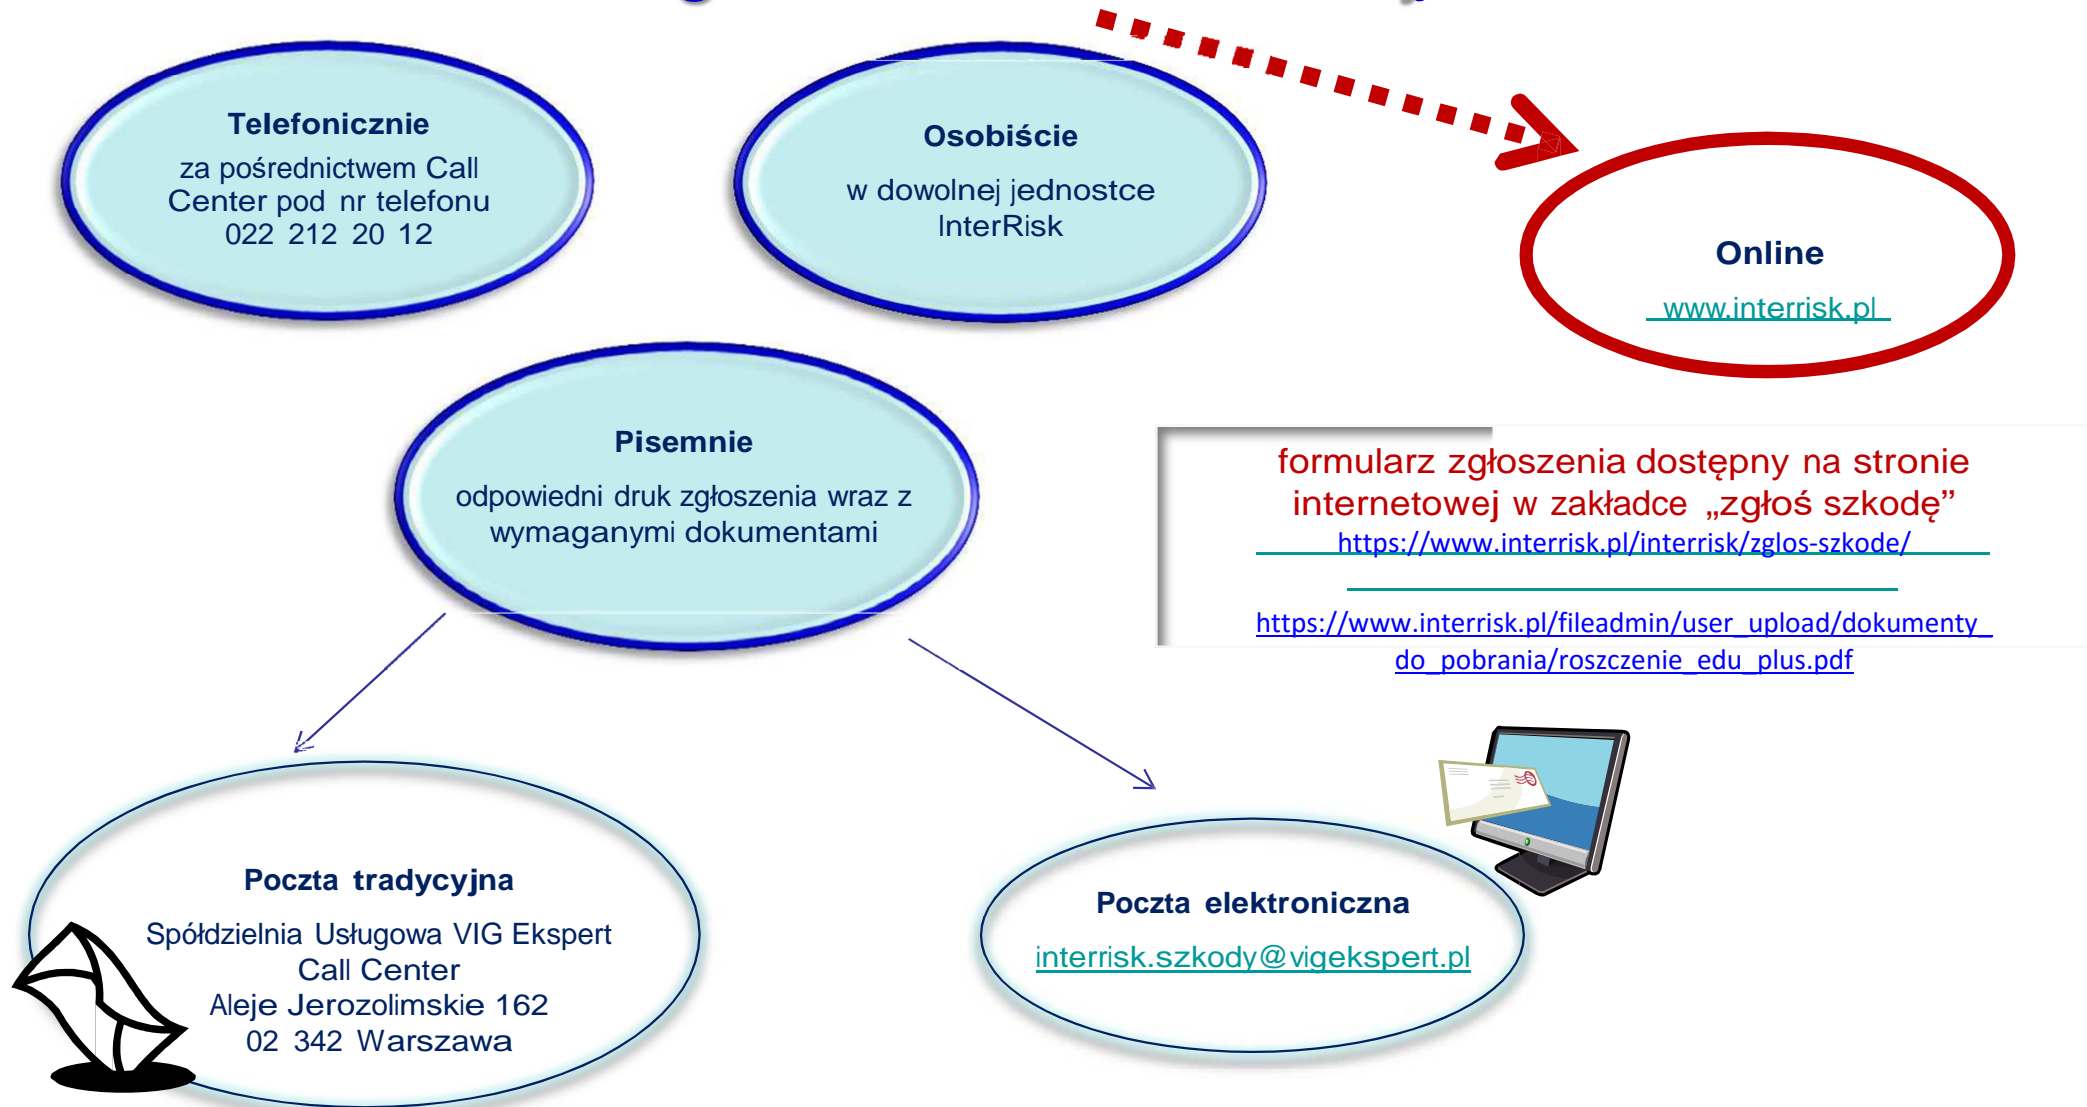 Telefonicznie
za pośrednictwem Call
Center pod nr telefonu
022 212 20 12
Osobiście
w dowolnej jednostce
InterRisk
Online
www.interrisk.pl
Pisemnie
odpowiedni druk zgłoszenia wraz z
wymaganymi dokumentami
formularz zgłoszenia dostępny na stronie
internetowej w zakładce „zgłoś szkodę”
https://www.interrisk.pl/interrisk/zglos-szkode/
https://www.interrisk.pl/fileadmin/user_upload/dokumenty_
do_pobrania/roszczenie_edu_plus.pdf
Poczta tradycyjna
Spółdzielnia Usługowa VIG Ekspert
Call Center
Aleje Jerozolimskie 162
02 342 Warszawa
Poczta elektroniczna
interrisk.szkody@vigekspert.pl